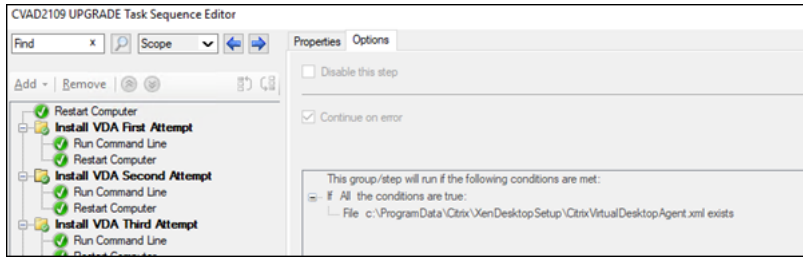 CVAD2109 UPGRADE Task Sequence Editor
Find x Scope
Properties Options
Disable this step
Add Remove
Continue on error
Restart Computer
Install VDA First Attempt
Run Command Line
Restart Computer
Install VDA Second Attempt
Run Command Line
Restart Computer
Install VDA Third Attempt
Run Command Line
Restart Computer
This group/step will run if the following conditions are met:
If All the conditions are true:
File c:\ProgramData\Citrix\XenDesktopSetup\CitrixVirtualDesktopAgent.xml exists